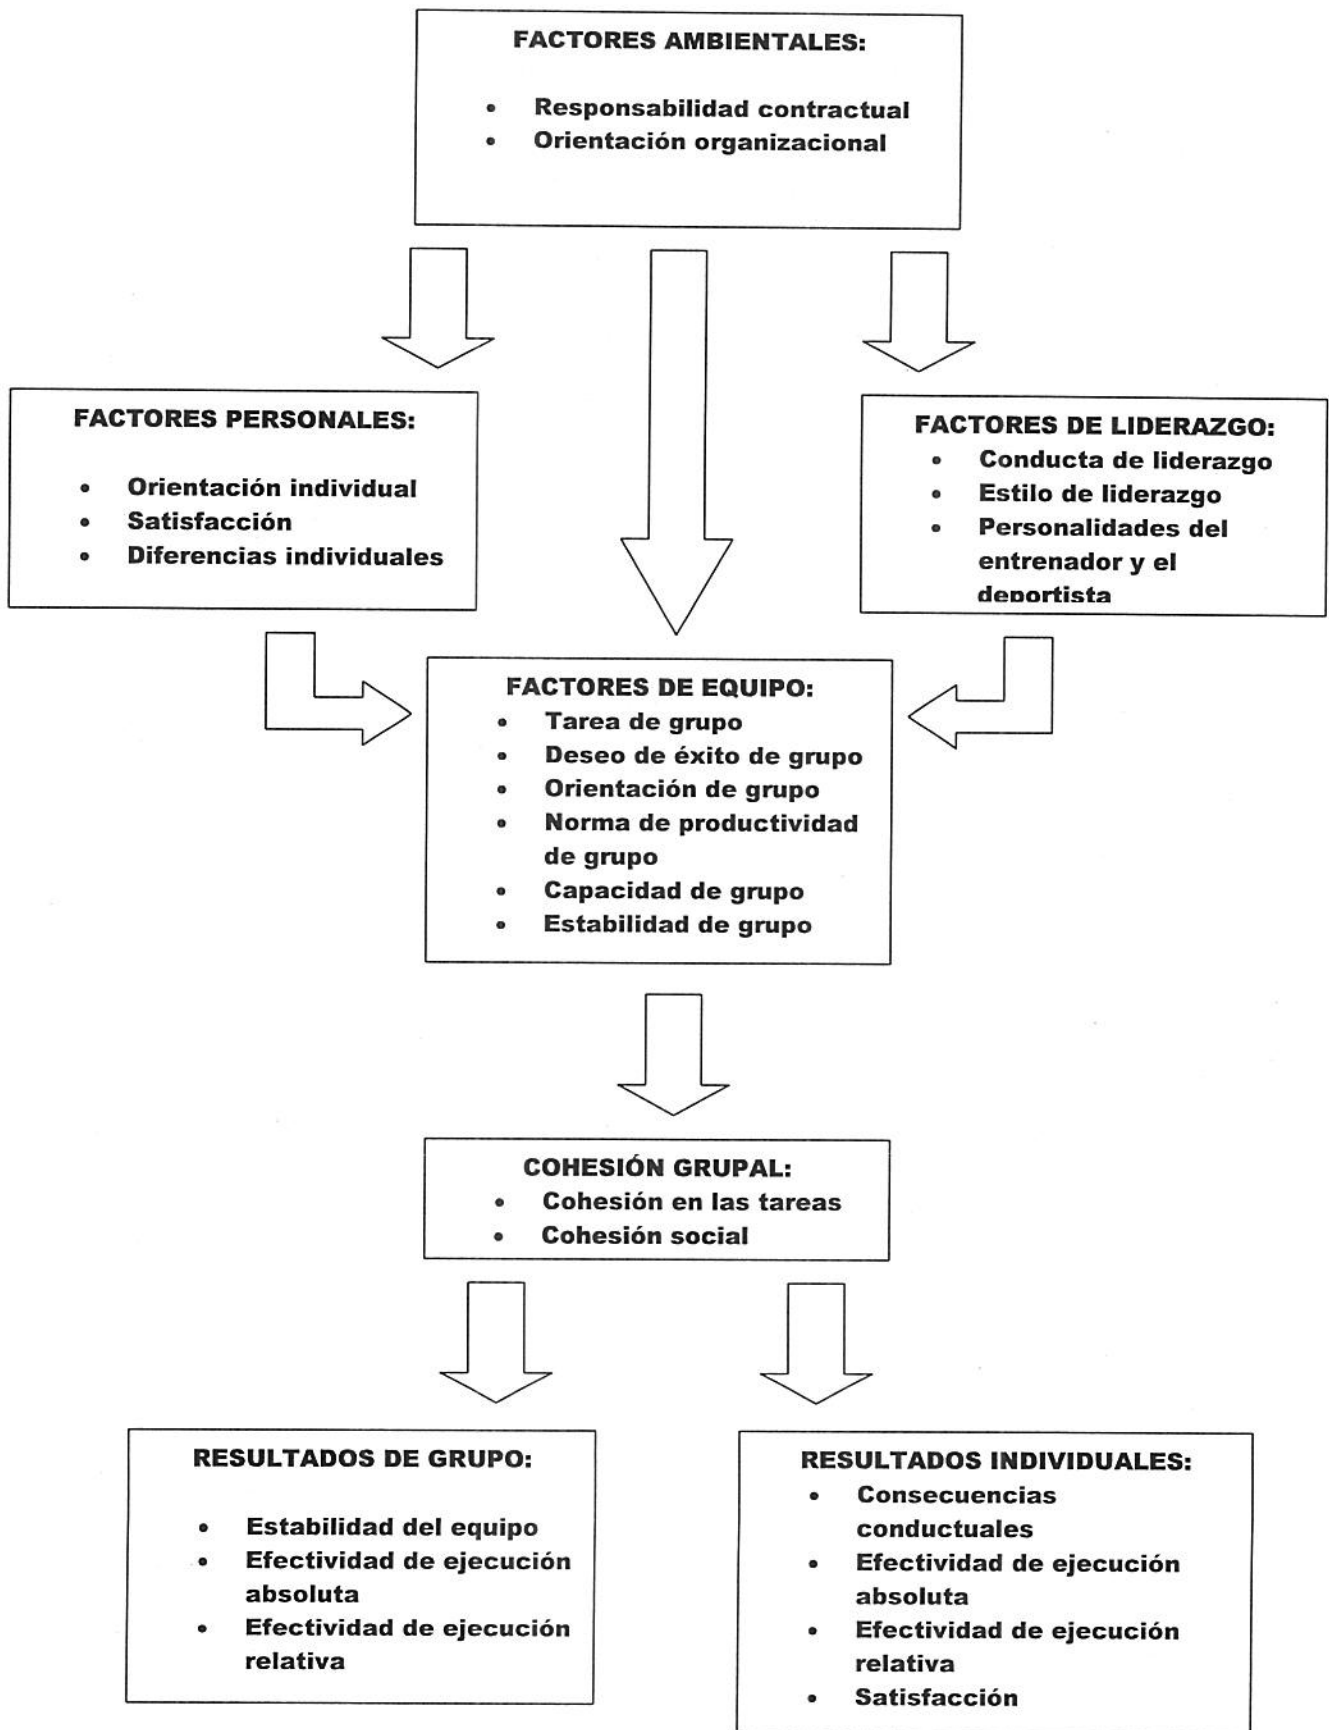 FACTORES AMBIENTALES:
• Responsabilidad contractual
• Orientación organizacional
FACTORES PERSONALES:
• Orientación individual
• Satisfacción
• Diferencias individuales
FACTORES DE LIDERAZGO:
• Conducta de liderazgo
• Estilo de liderazgo
• Personalidades del
entrenador y el
deportista
FACTORES DE EQUIPO:
• Tarea de grupo
• Deseo de éxito de grupo
• Orientación de grupo
• Norma de productividad
de grupo
• Capacidad de grupo
• Estabilidad de grupo
COHESIÓN GRUPAL:
• Cohesión en las tareas
• Cohesión social
RESULTADOS DE GRUPO:
• Estabilidad del equipo
• Efectividad de ejecución
absoluta
• Efectividad de ejecución
relativa
RESULTADOS INDIVIDUALES:
• Consecuencias
conductuales
• Efectividad de ejecución
absoluta
• Efectividad de ejecución
relativa
• Satisfacción